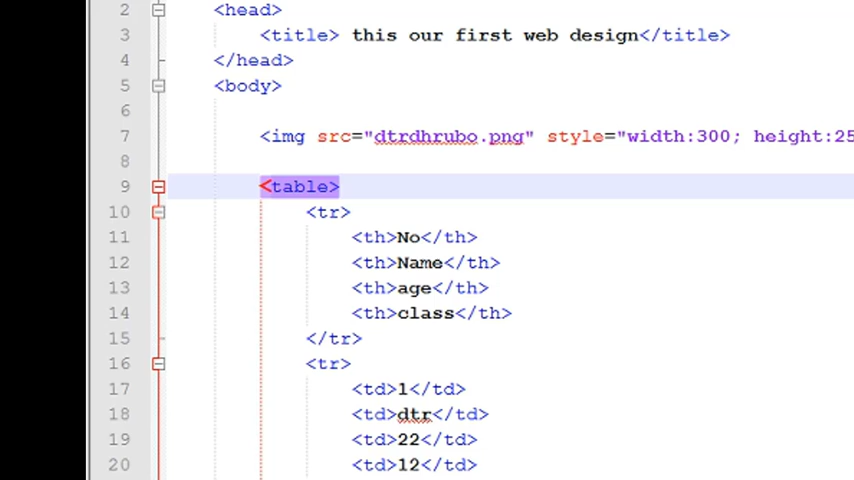 2 <head>
3 <title> this our first web design</title>
4 </head>
5 <body>
6
7 <img src="dtrdhrubo.png" style="width:300; height:25
8
9 <table>
10 <tr>
11 <th>No</th>
12 <th>Name</th>
13 <th>age</th>
14 <th>class</th>
15 </tr>
16 <tr>
17 <td>1</td>
18 <td>dtr</td>
19 <td>22</td>
20 <td>12</td>